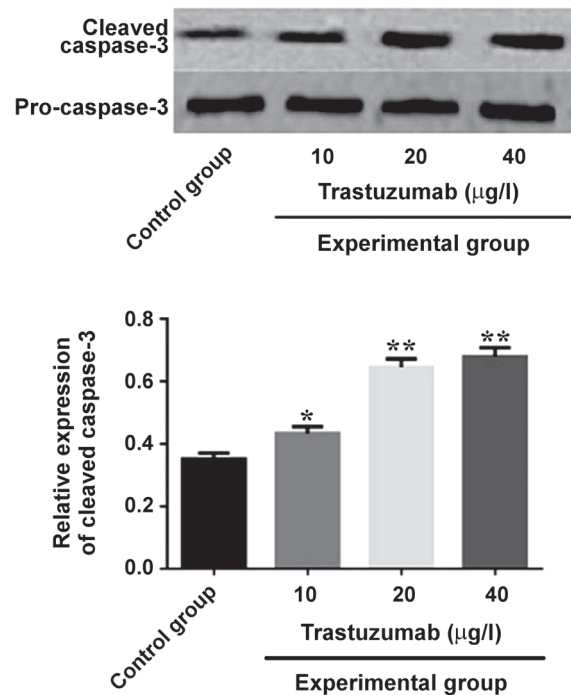 Cleaved
caspase-3
Pro-caspase-3
Control group
10 20 40
Trastuzumab (μg/l)
Experimental group
Relative expression
of cleaved caspase-3
0.8
0.6
0.4
0.2
0.0
*
**
**
Control group
10 20 40
Trastuzumab (μg/l)
Experimental group